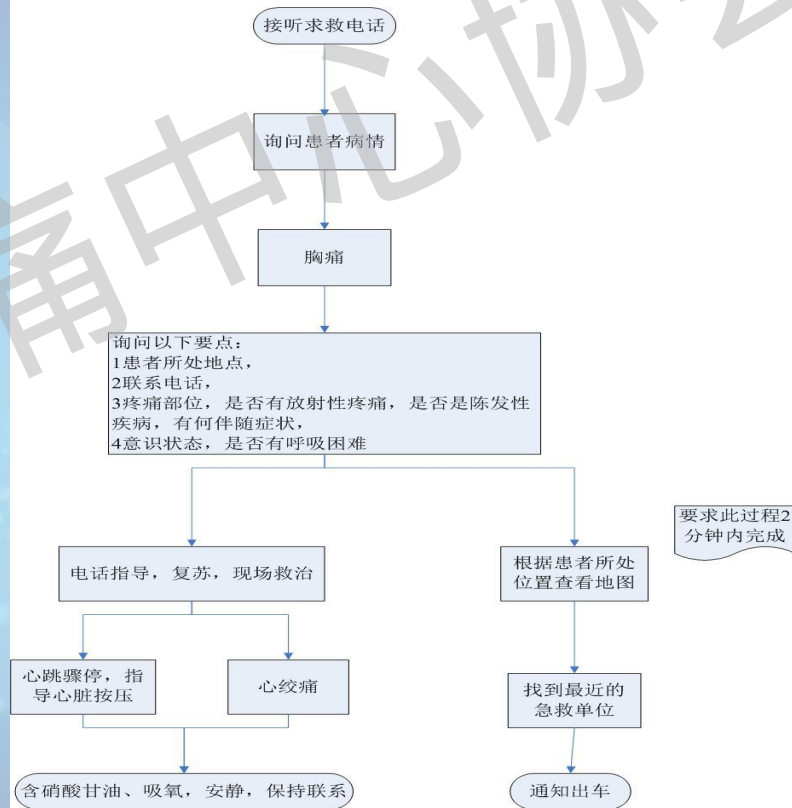 接听求救电话
询问患者病情
胸痛
询问以下要点：
1患者所处地点，
2联系电话，
3疼痛部位，是否有放射性疼痛，是否是陈发性
疾病，有何伴随症状，
4意识状态，是否有呼吸困难
要求此过程2
分钟内完成
电话指导，复苏，现场救治
根据患者所处
位置查看地图
心跳骤停，指
导心脏按压
心绞痛
找到最近的
急救单位
含硝酸甘油、吸氧，安静，保持联系
通知出车
痛中心协会